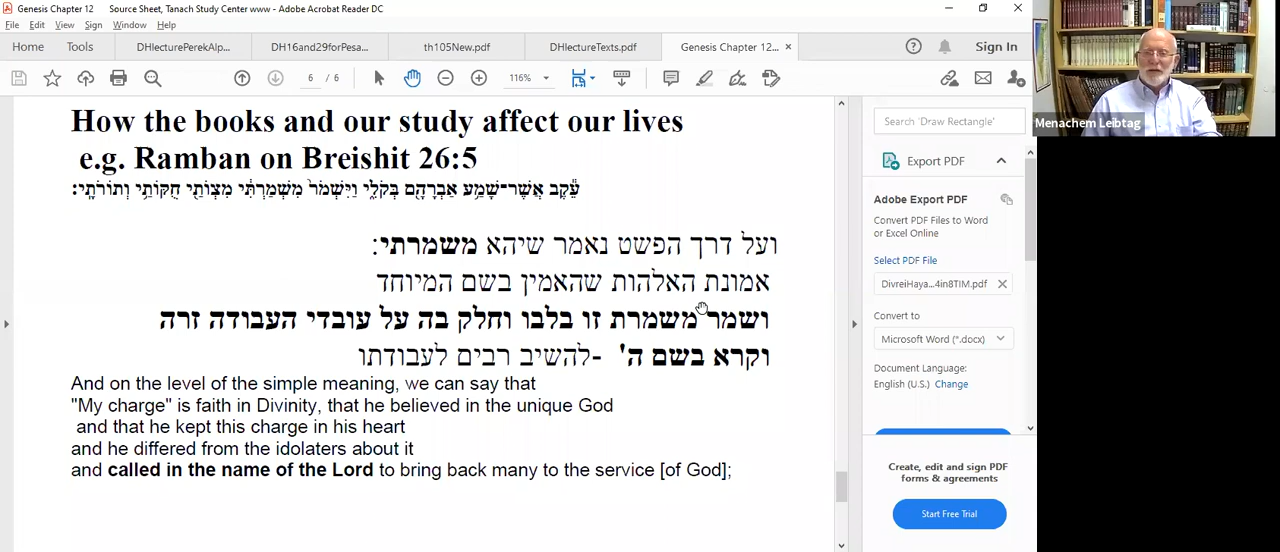 Genesis Chapter 12    Source Sheet, Tanach Study Center www - Adobe Acrobat Reader DC
File Edit View Sign Window Help
Home Tools DHlecturePerekAlp... DH16and29forPesa... th105New.pdf DHlectureTexts.pdf Genesis Chapter 12... × Sign In
6 / 6 116%
How the books and our study affect our lives
e.g. Ramban on Breishit 26:5
עֵ֕קֶב אֲשֶׁר־שָׁמַ֥ע אַבְרָהָ֖ם בְּקֹלִ֑י וַיִּשְׁמֹר֙ מִשְׁמַרְתִּ֔י מִצְוֺתַ֖י חֻקּוֹתַ֥י וְתוֹרֹתָֽי׃
ועל דרך הפשט נאמר שיהא משמרתי:
אמונת האלהות שהאמין בשם המיוחד
ושמר משמרת זו בלבו וחלק בה על עובדי העבודה זרה
וקרא בשם ה' -להשיב רבים לעבודתו
And on the level of the simple meaning, we can say that
"My charge" is faith in Divinity, that he believed in the unique God
and that he kept this charge in his heart
and he differed from the idolaters about it
and called in the name of the Lord to bring back many to the service [of God];
Search 'Draw Rectangle'
Export PDF
Adobe Export PDF
Convert PDF Files to Word
or Excel Online
Select PDF File
DivreiHaya...4in8TIM.pdf
Convert to
Microsoft Word (*.docx)
Document Language:
English (U.S.) Change
Create, edit and sign PDF
forms & agreements
Start Free Trial
Menachem Leibtag